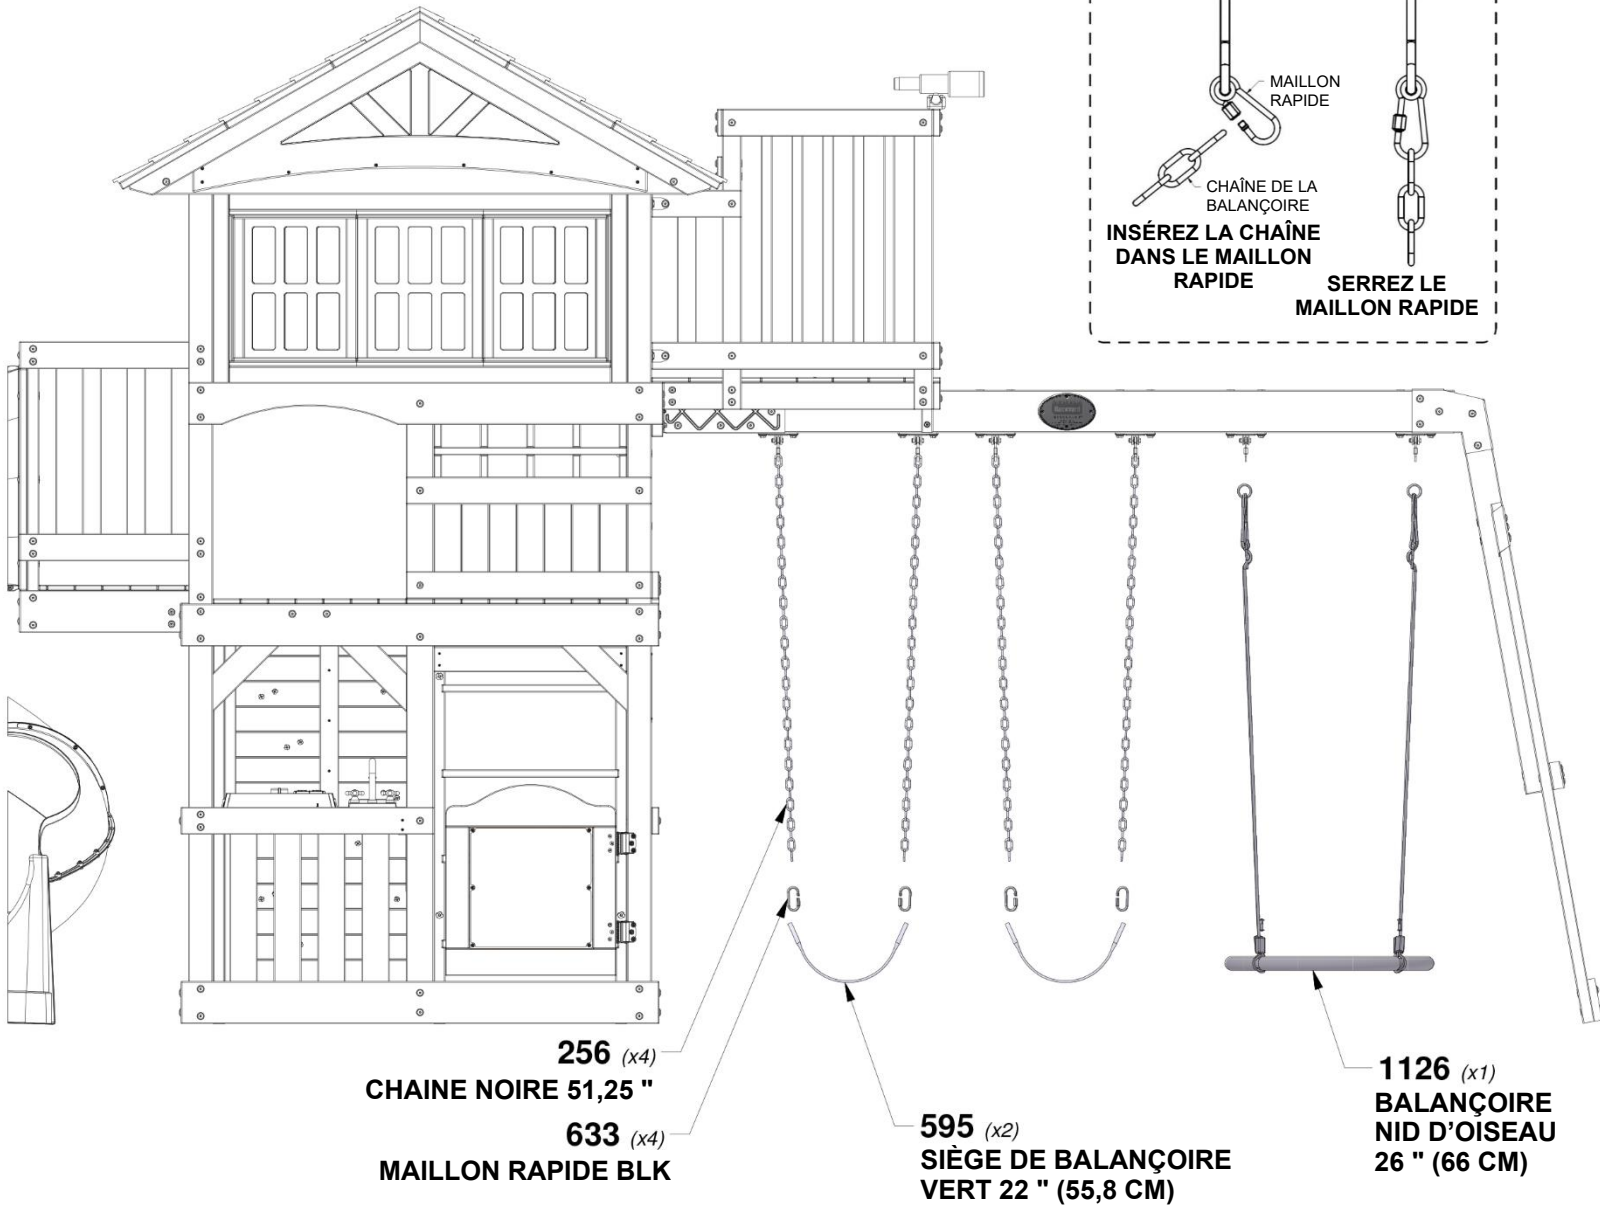 MAILLON
RAPIDE
CHAÎNE DE LA
BALANÇOIRE
INSÉREZ LA CHAÎNE
DANS LE MAILLON
RAPIDE
SERREZ LE
MAILLON RAPIDE
256 (x4)
CHAINE NOIRE 51,25 "
633 (x4)
MAILLON RAPIDE BLK
595 (x2)
SIÈGE DE BALANÇOIRE
VERT 22 " (55,8 CM)
1126 (x1)
BALANÇOIRE
NID D’OISEAU
26 " (66 CM)